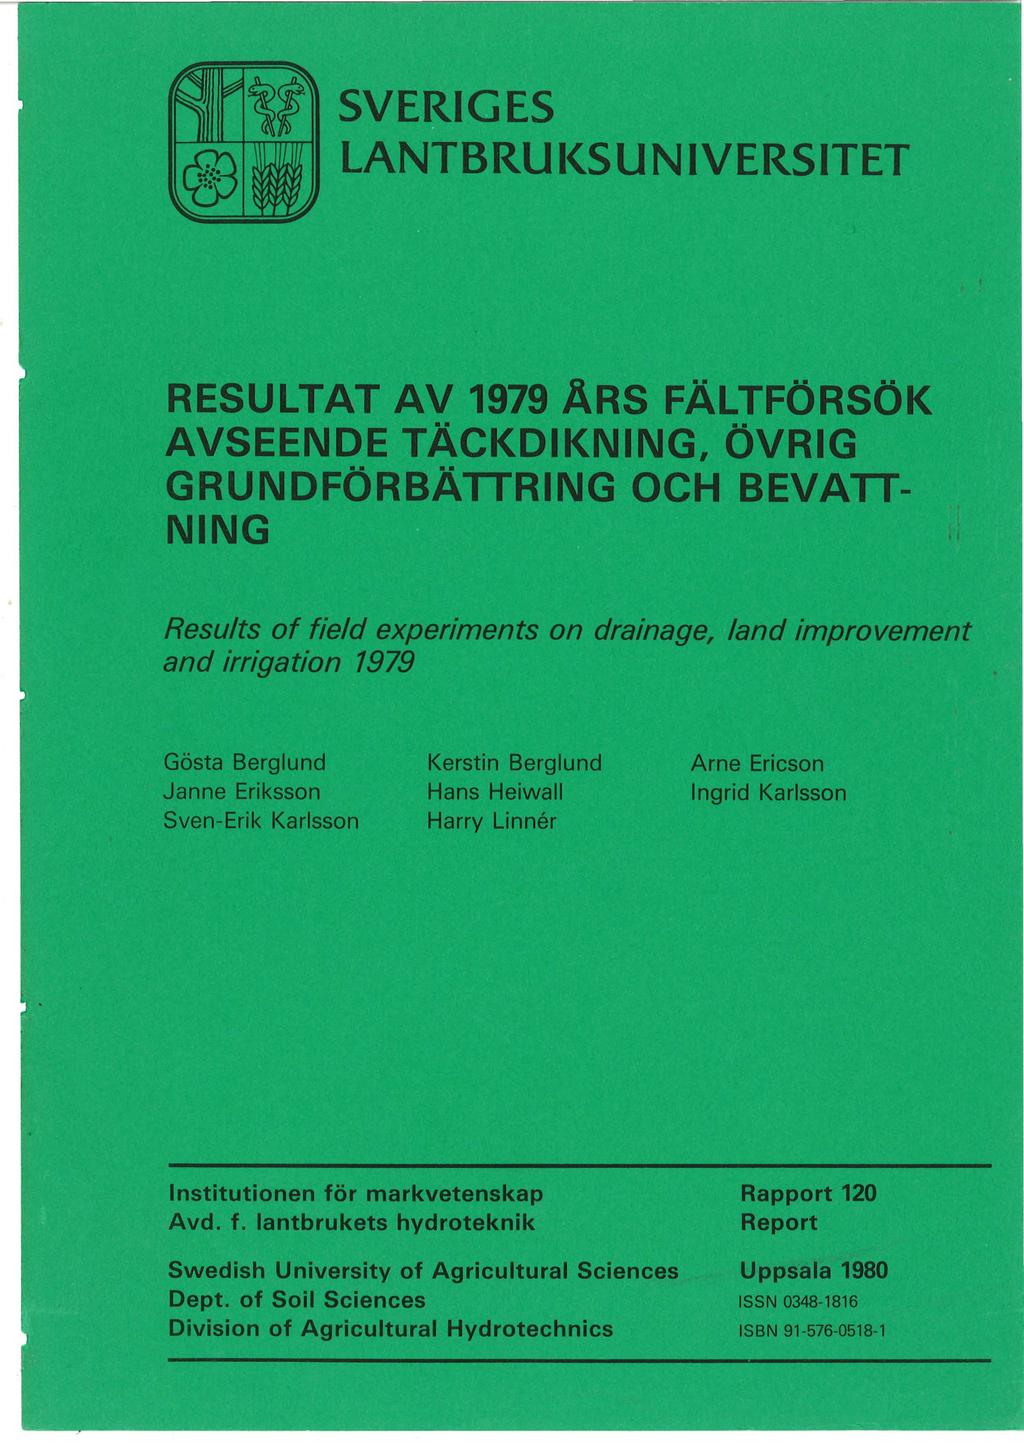 SVERIGES
LANTBRUKSUNIVERSITET
RESULTAT AV 1979 ÅRS FÄLTFÖRSÖK
AVSEENDE TÄCKDIKNING, ÖVRIG
GRUNDFÖRBÄTTRING OCH BEVATT-
NING
Results of field experiments on drainage, land improvement
and irrigation 1979
Gösta Berglund
Janne Eriksson
Sven-Erik Karlsson
Kerstin Berglund
Hans Heiwall
Harry Linnér
Arne Ericson
Ingrid Karlsson
Institutionen för markvetenskap
Avd. f. lantbrukets hydroteknik
Swedish University of Agricultural Sciences
Dept. of Soil Sciences
Division of Agricultural Hydrotechnics
Rapport 120
Report
Uppsala 1980
ISSN 0348-1816
ISBN 91-576-0518-1